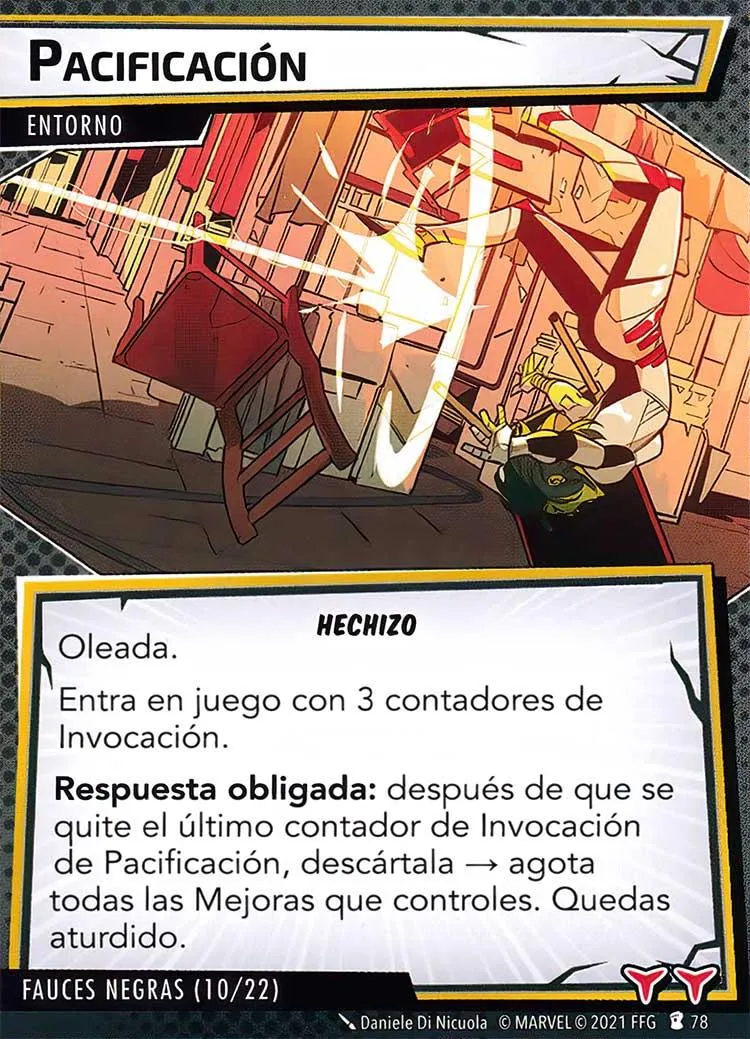 PACIFICACIÓN
ENTORNO
HECHIZO
Oleada.
Entra en juego con 3 contadores de
Invocación.
Respuesta obligada: después de que se
quite el último contador de Invocación
de Pacificación, descártala → agota
todas las Mejoras que controles. Quedas
aturdido.
FAUCES NEGRAS (10/22)
Daniele Di Nicuola © MARVEL © 2021 FFG 78